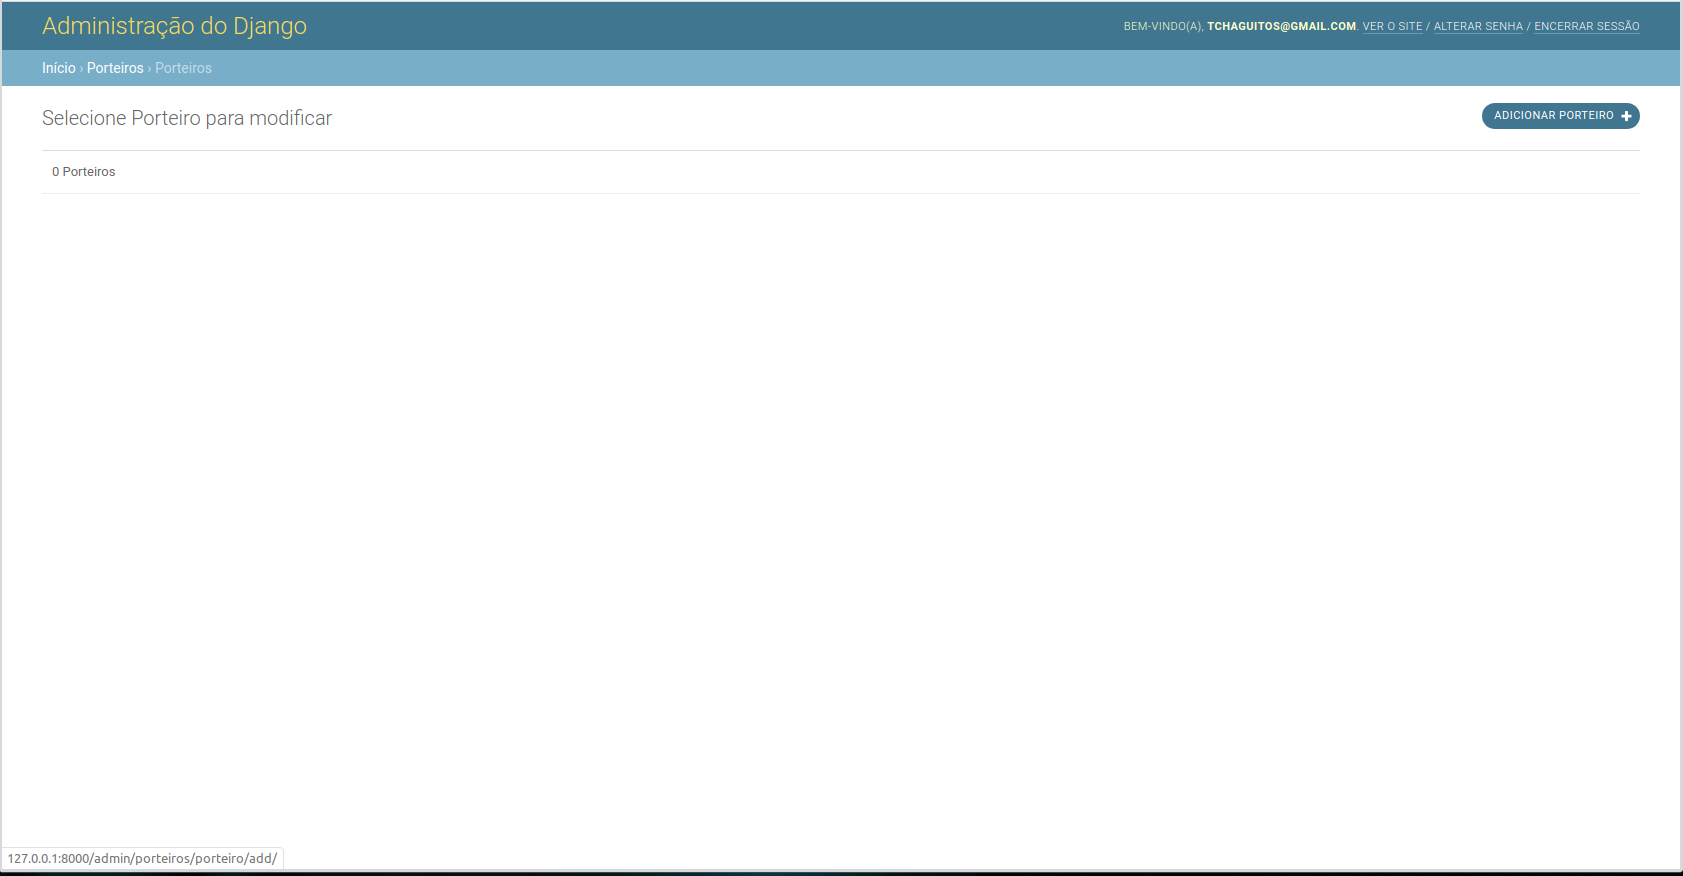 Administração do Django
BEM-VINDO(A), TCHAGUITOS@GMAIL.COM. VER O SITE / ALTERAR SENHA / ENCERRAR SESSÃO
Início › Porteiros › Porteiros
Selecione Porteiro para modificar
ADICIONAR PORTEIRO
0 Porteiros
127.0.0.1:8000/admin/porteiros/porteiro/add/